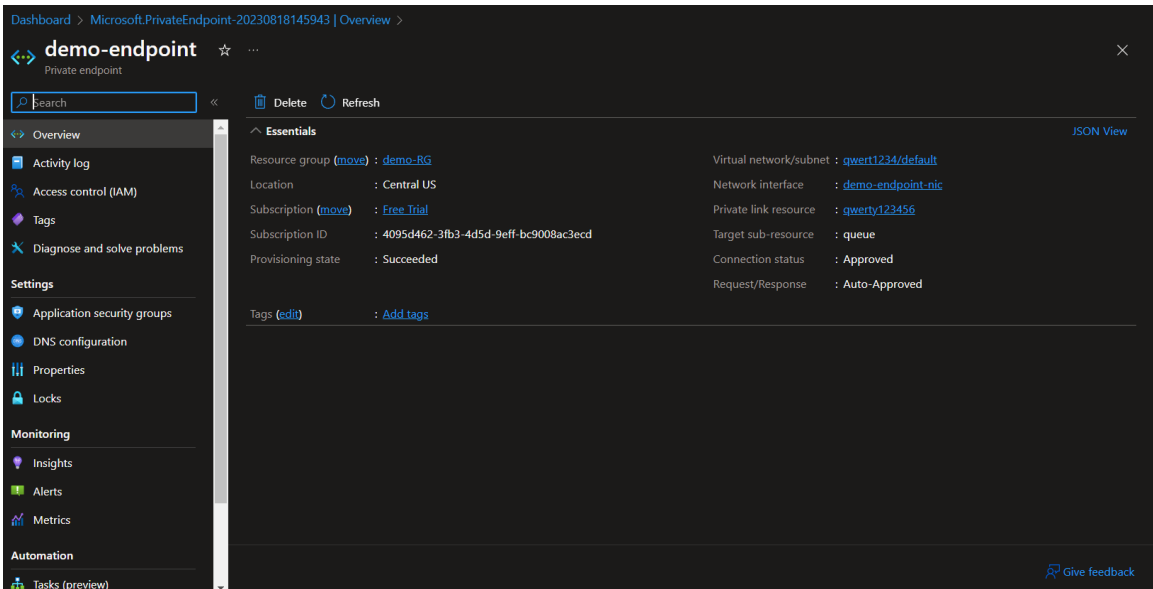 Dashboard > Microsoft.PrivateEndpoint-20230818145943 | Overview >
demo-endpoint
Private endpoint
Search
Overview
Activity log
Access control (IAM)
Tags
Diagnose and solve problems
Settings
Application security groups
DNS configuration
Properties
Locks
Monitoring
Insights
Alerts
Metrics
Automation
Tasks (preview)
Delete Refresh
Essentials JSON View
Resource group (move) : demo-RG
Location : Central US
Subscription (move) : Free Trial
Subscription ID : 4095d462-3fb3-4d5d-9eff-bc9008ac3ecd
Provisioning state : Succeeded
Virtual network/subnet : qwert1234/default
Network interface : demo-endpoint-nic
Private link resource : qwerty123456
Target sub-resource : queue
Connection status : Approved
Request/Response : Auto-Approved
Tags (edit) : Add tags
Give feedback